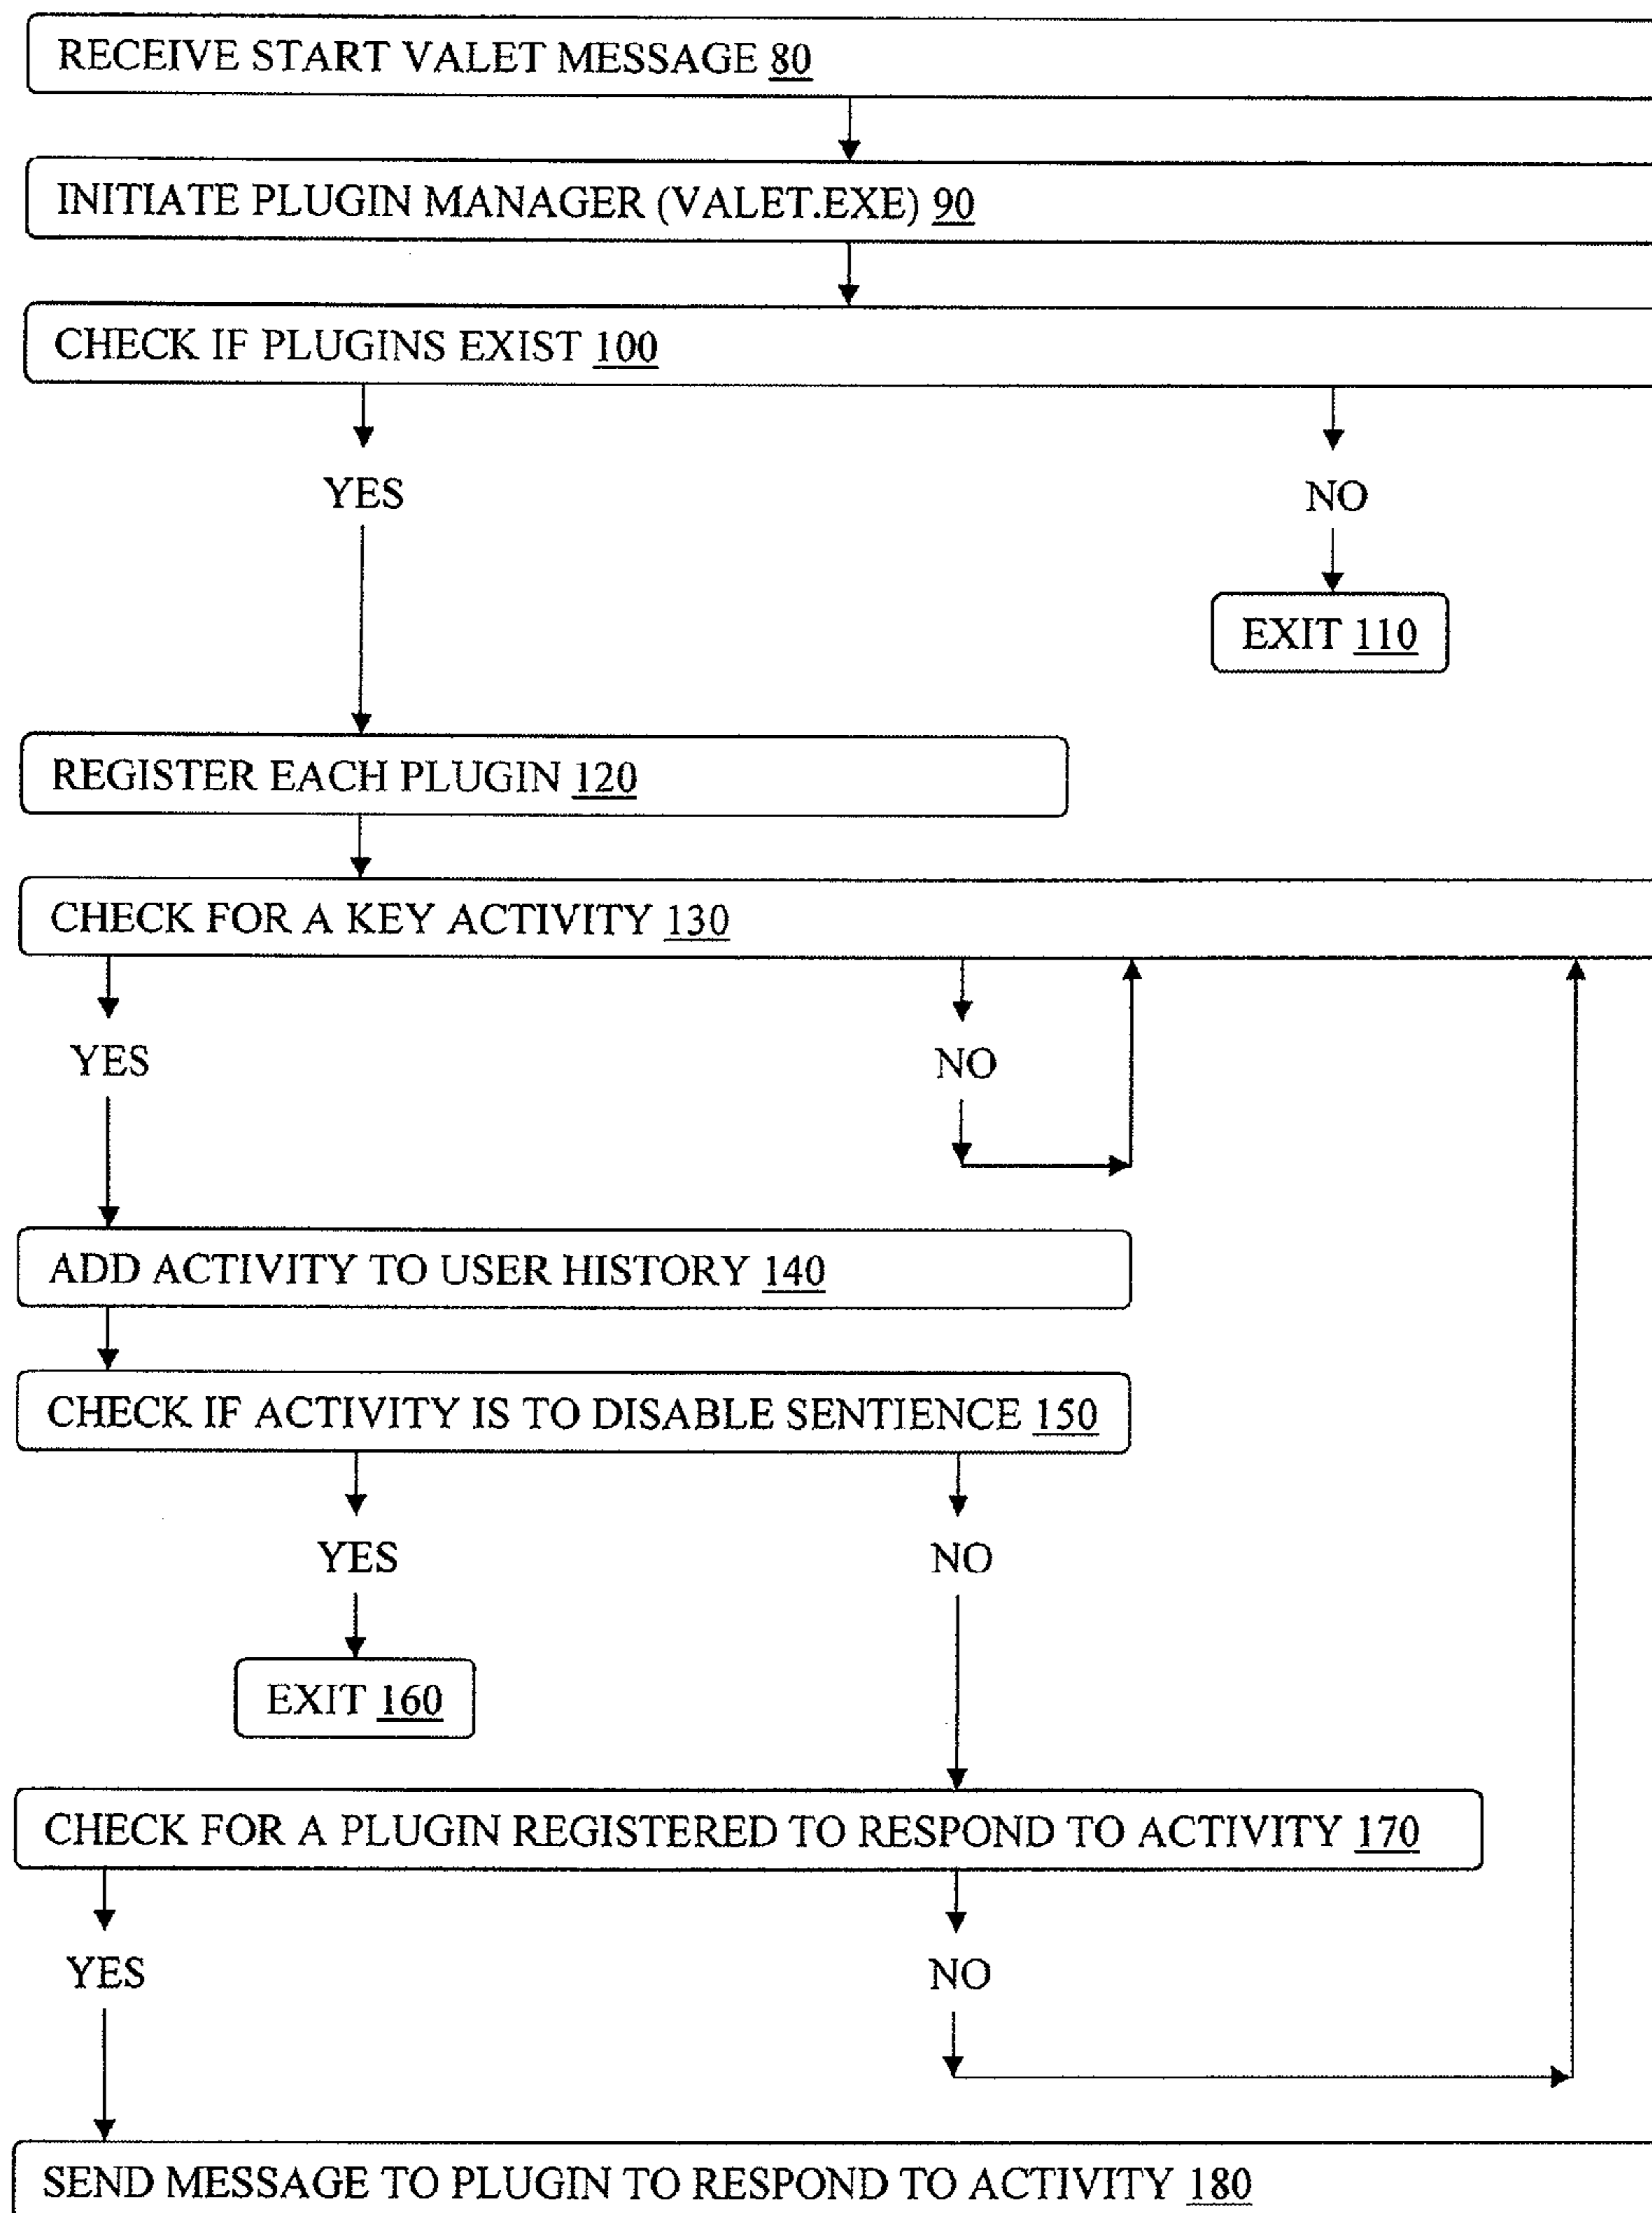 RECEIVE START VALET MESSAGE 80
INITIATE PLUGIN MANAGER (VALET.EXE) 90
CHECK IF PLUGINS EXIST 100
YES
NO
EXIT 110
REGISTER EACH PLUGIN 120
CHECK FOR A KEY ACTIVITY 130
YES
NO
ADD ACTIVITY TO USER HISTORY 140
CHECK IF ACTIVITY IS TO DISABLE SENTIENCE 150
YES
NO
EXIT 160
CHECK FOR A PLUGIN REGISTERED TO RESPOND TO ACTIVITY 170
YES
NO
SEND MESSAGE TO PLUGIN TO RESPOND TO ACTIVITY 180